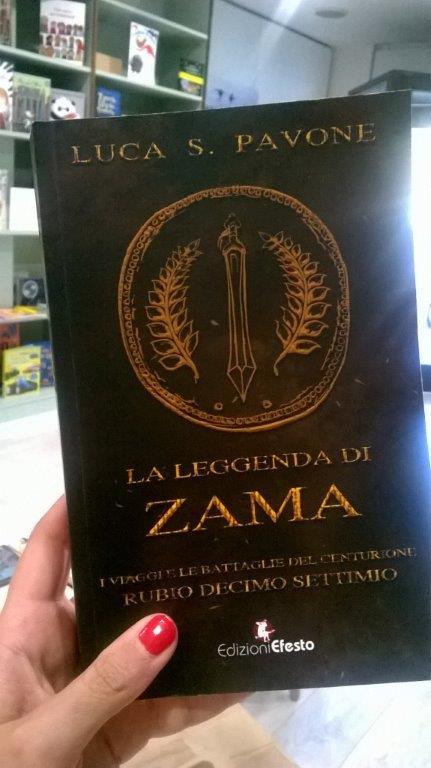 LUCA S. PAVONE
LA LEGGENDA DI
ZAMA
I VIAGGI E LE BATTAGLIE DEL CENTURIONE
RUBIO DECIMO SETTIMIO
EdizioniEfesto